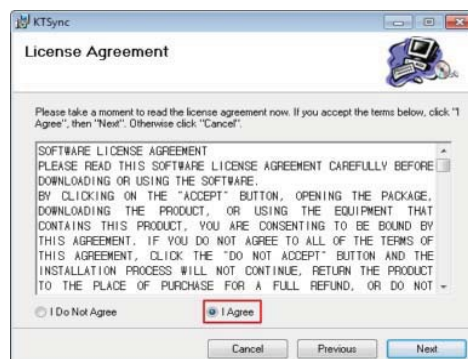 KTSync
License Agreement
Please take a moment to read the license agreement now. If you accept the terms below, click "I
Agree", then "Next". Otherwise click "Cancel".
SOFTWARE LICENSE AGREEMENT
PLEASE READ THIS SOFTWARE LICENSE AGREEMENT CAREFULLY BEFORE
DOWNLOADING OR USING THE SOFTWARE.
BY CLICKING ON THE "ACCEPT" BUTTON, OPENING THE PACKAGE,
DOWNLOADING THE PRODUCT, OR USING THE EQUIPMENT THAT
CONTAINS THIS PRODUCT, YOU ARE CONSENTING TO BE BOUND BY
THIS AGREEMENT. IF YOU DO NOT AGREE TO ALL OF THE TERMS OF
THIS AGREEMENT, CLICK THE "DO NOT ACCEPT" BUTTON AND THE
INSTALLATION PROCESS WILL NOT CONTINUE, RETURN THE PRODUCT
TO THE PLACE OF PURCHASE FOR A FULL REFUND, OR DO NOT
I Do Not Agree I Agree
Cancel Previous Next